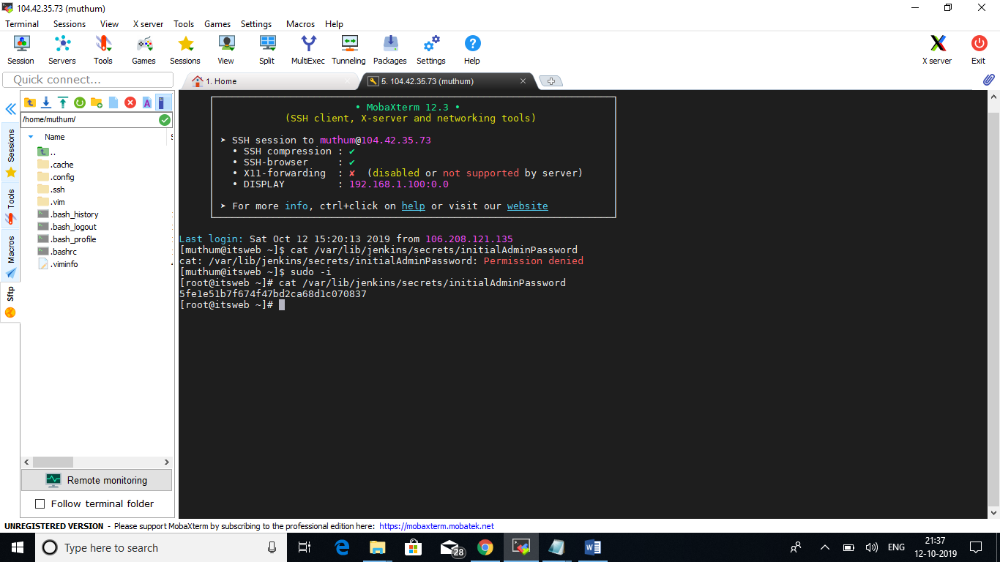 104.42.35.73 (muthum)
Terminal Sessions View X server Tools Games Settings Macros Help
Session Servers Tools Games Sessions View Split MultiExec Tunneling Packages Settings Help X server Exit
Quick connect...
1. Home
5. 104.42.35.73 (muthum)
/home/muthum/
Name
..
.cache
.config
.ssh
.vim
.bash_history
.bash_logout
.bash_profile
.bashrc
.viminfo
Sessions
Tools
Macros
Sftp
Remote monitoring
Follow terminal folder
• MobaXterm 12.3 •
(SSH client, X-server and networking tools)
➤ SSH session to muthum@104.42.35.73
• SSH compression : ✔
• SSH-browser : ✔
• X11-forwarding : ✘ (disabled or not supported by server)
• DISPLAY : 192.168.1.100:0.0
➤ For more info, ctrl+click on help or visit our website
Last login: Sat Oct 12 15:20:13 2019 from 106.208.121.135
[muthum@itsweb ~]$ cat /var/lib/jenkins/secrets/initialAdminPassword
cat: /var/lib/jenkins/secrets/initialAdminPassword: Permission denied
[muthum@itsweb ~]$ sudo -i
[root@itsweb ~]# cat /var/lib/jenkins/secrets/initialAdminPassword
5fe1e51b7f674f47bd2ca68d1c070837
[root@itsweb ~]#
UNREGISTERED VERSION - Please support MobaXterm by subscribing to the professional edition here: https://mobaxterm.mobatek.net
Type here to search
28
ENG
21:37
12-10-2019